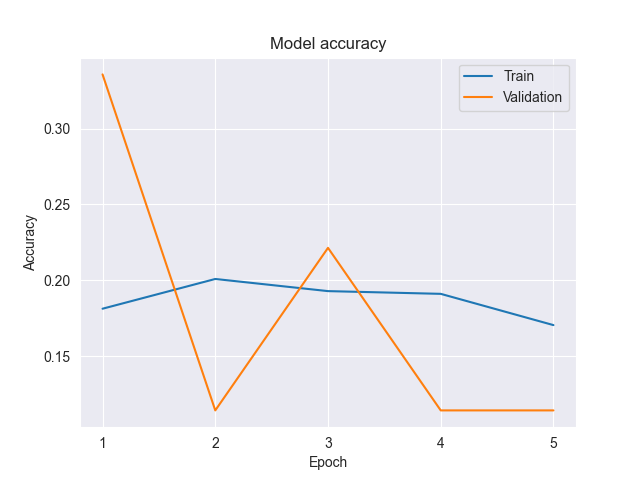 Model accuracy
Train
Validation
0.30
0.25
0.20
0.15
Accuracy
1 2 3 4 5
Epoch